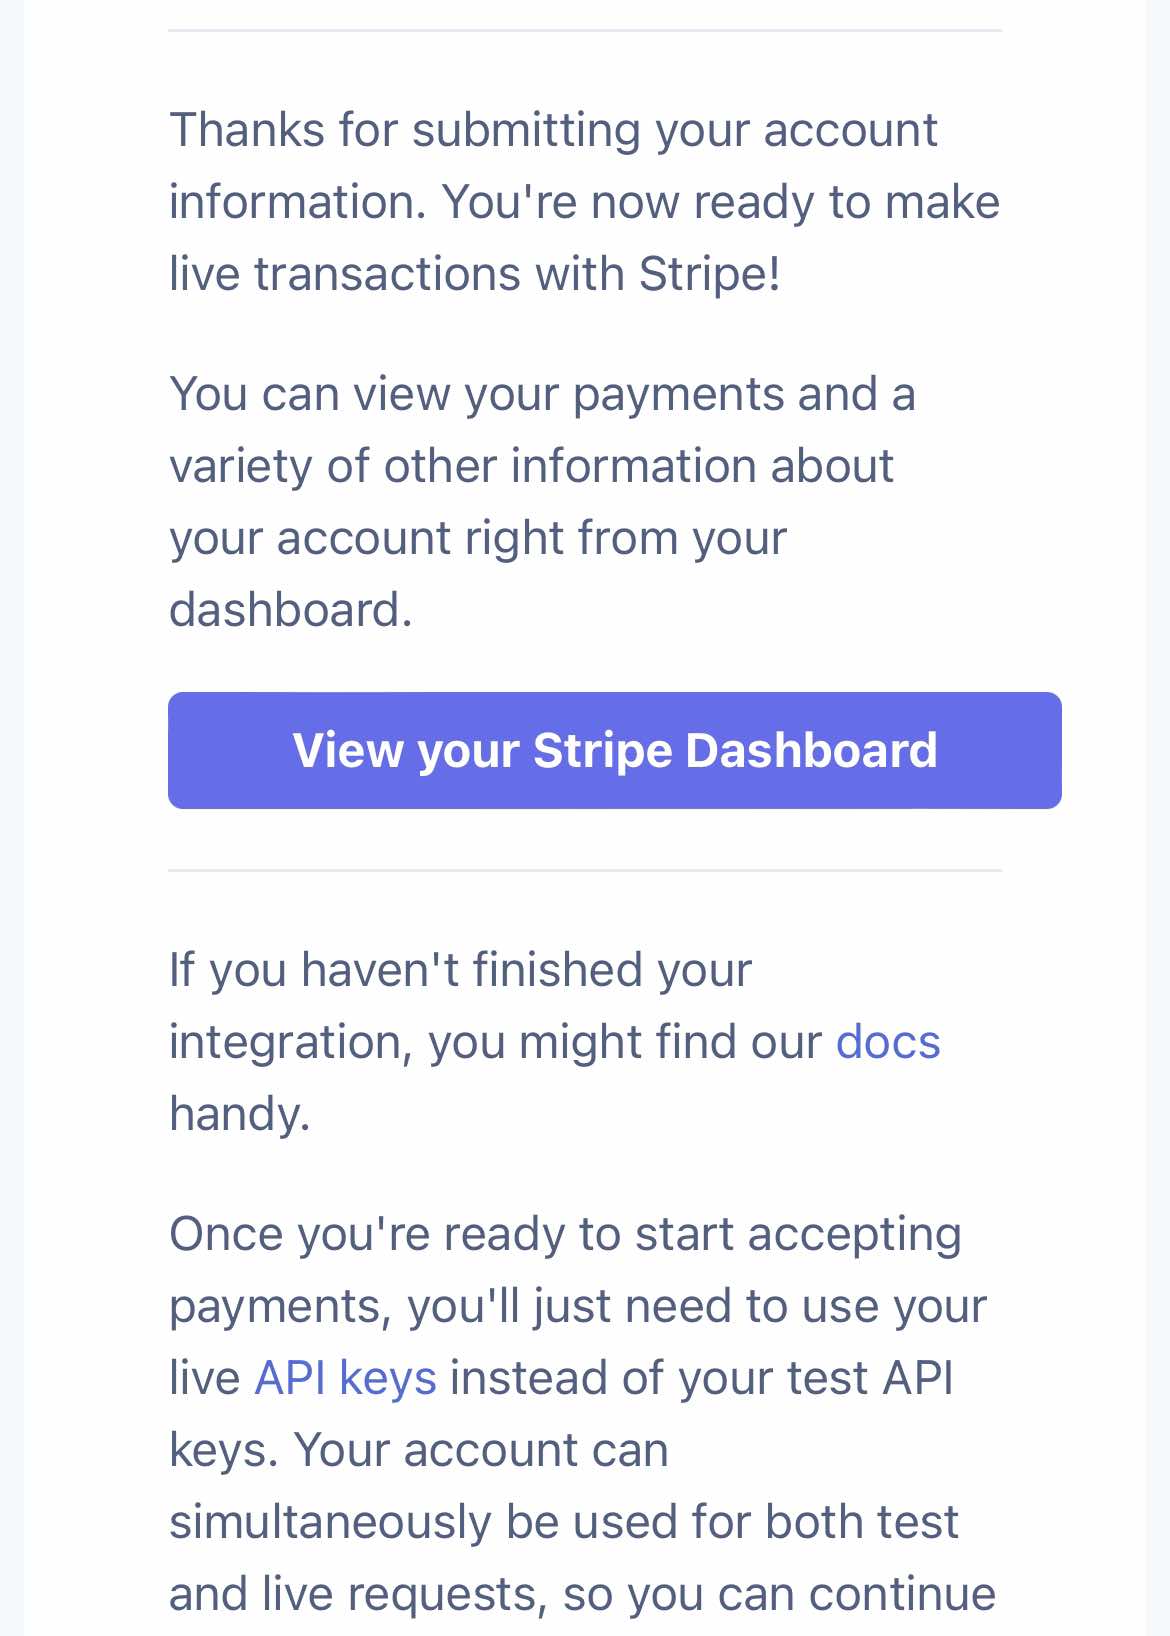 Thanks for submitting your account
information. You're now ready to make
live transactions with Stripe!
You can view your payments and a
variety of other information about
your account right from your
dashboard.
View your Stripe Dashboard
If you haven't finished your
integration, you might find our docs
handy.
Once you're ready to start accepting
payments, you'll just need to use your
live API keys instead of your test API
keys. Your account can
simultaneously be used for both test
and live requests, so you can continue